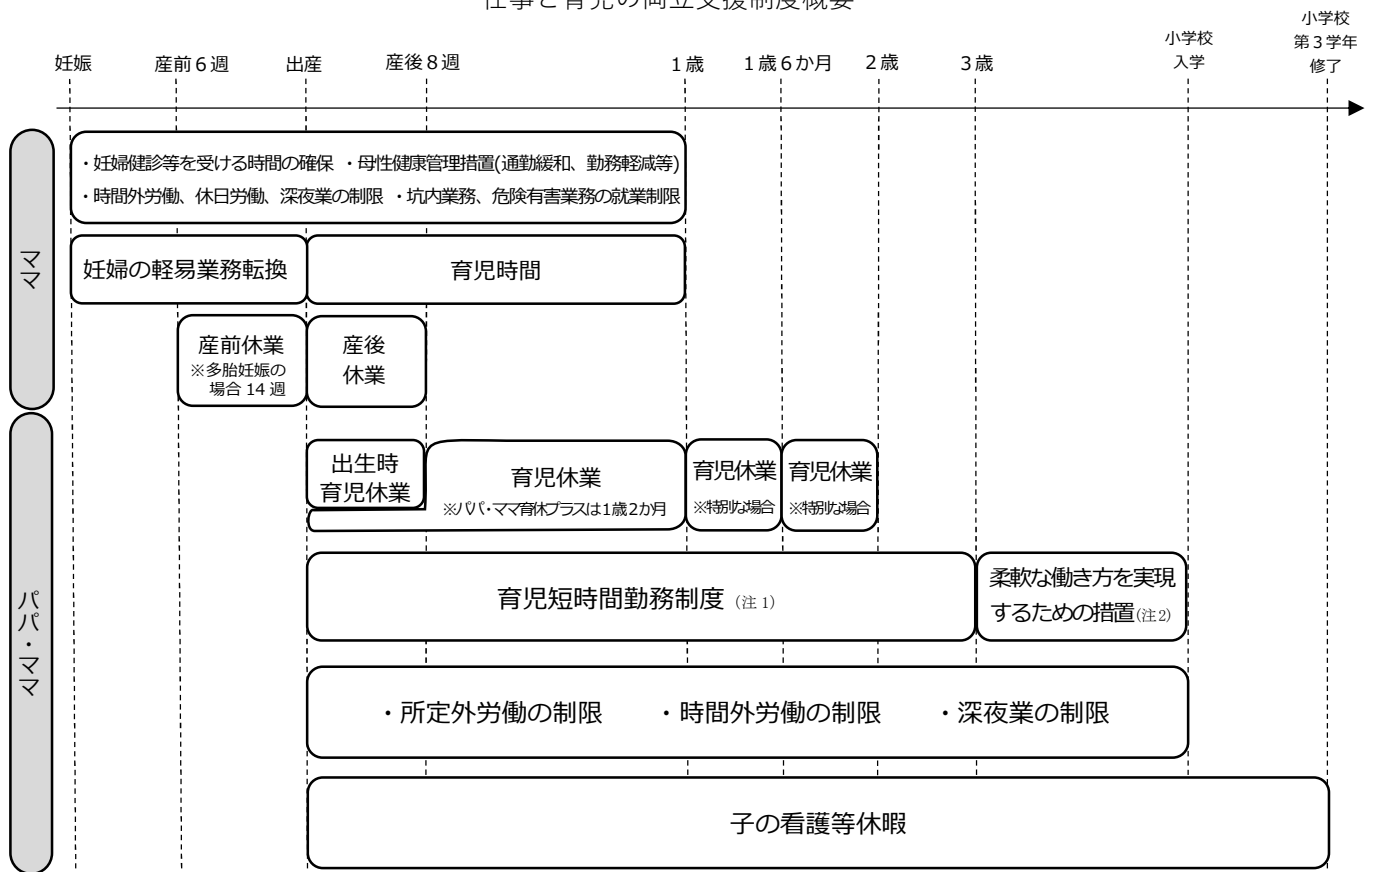 仕事と育児の両立支援制度概要
小学校
第３学年
修了
小学校
入学
妊娠
産前６週
出産
産後８週
１歳
１歳６か月
２歳
３歳
ママ
・妊婦健診等を受ける時間の確保 ・母性健康管理措置(通勤緩和、勤務軽減等)
・時間外労働、休日労働、深夜業の制限 ・坑内業務、危険有害業務の就業制限
妊婦の軽易業務転換
育児時間
産前休業
※多胎妊娠の
場合 14 週
産後
休業
パパ・ママ
出生時
育児休業
育児休業
※パパ・ママ育休プラスは1歳2か月
育児休業
※特別な場合
育児休業
※特別な場合
育児短時間勤務制度（注１）
柔軟な働き方を実現
するための措置(注２)
・所定外労働の制限 ・時間外労働の制限 ・深夜業の制限
子の看護等休暇